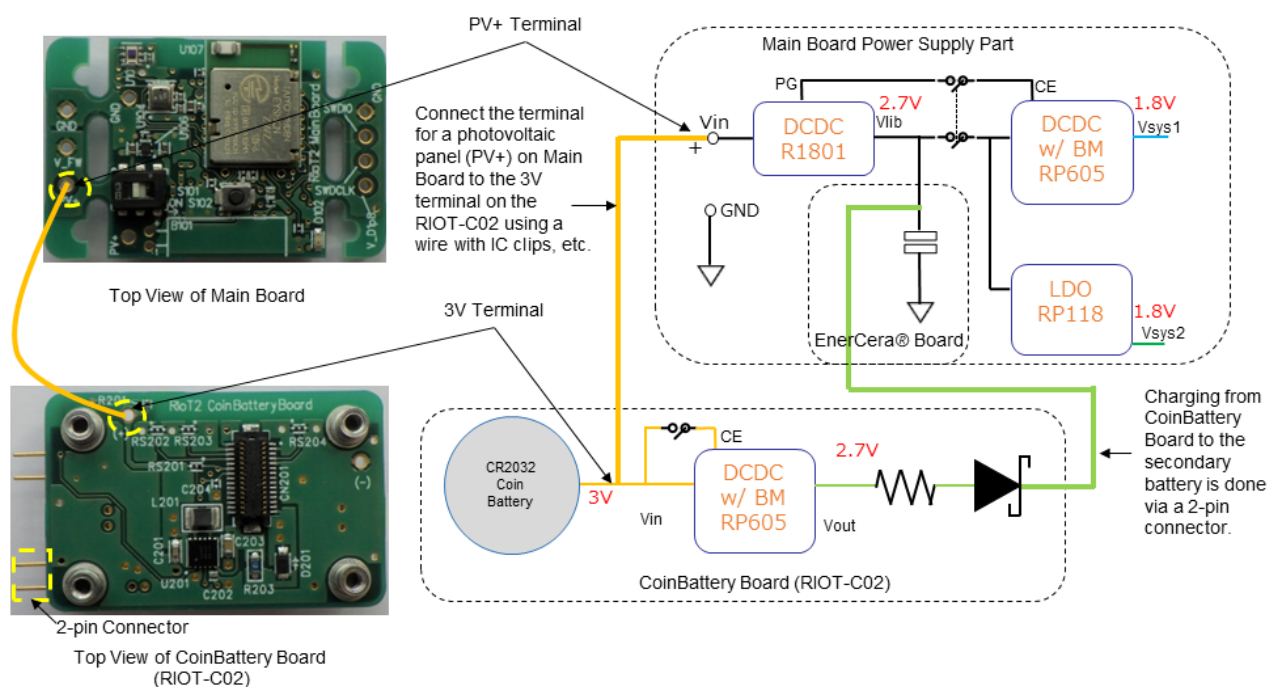 PV+ Terminal
Main Board Power Supply Part
U107
GND
GND
V_FW
SWDIO
GND
RIoT2 MainBoard
SWDCLK
V_D1p8
S101
ON S102
B101
D102
PV+
Top View of Main Board
Connect the terminal
for a photovoltaic
panel (PV+) on Main
Board to the 3V
terminal on the
RIOT-C02 using a
wire with IC clips, etc.
Vin
+
GND
PG
DCDC
R1801
2.7V
Vlib
CE
DCDC
w/ BM
RP605
1.8V
Vsys1
LDO
RP118
1.8V
Vsys2
EnerCera® Board
3V Terminal
R201
RIoT2 CoinBatteryBoard
(+)
RS202
RS203
RS204
RS201
C204
CN201
(-)
L201
C201
C203
U201
C202
R203
D201
2-pin Connector
Top View of CoinBattery Board
(RIOT-C02)
CR2032
Coin
Battery
3V
Vin
CE
DCDC
w/ BM
RP605
2.7V
Vout
CoinBattery Board (RIOT-C02)
Charging from
CoinBattery
Board to the
secondary
battery is done
via a 2-pin
connector.